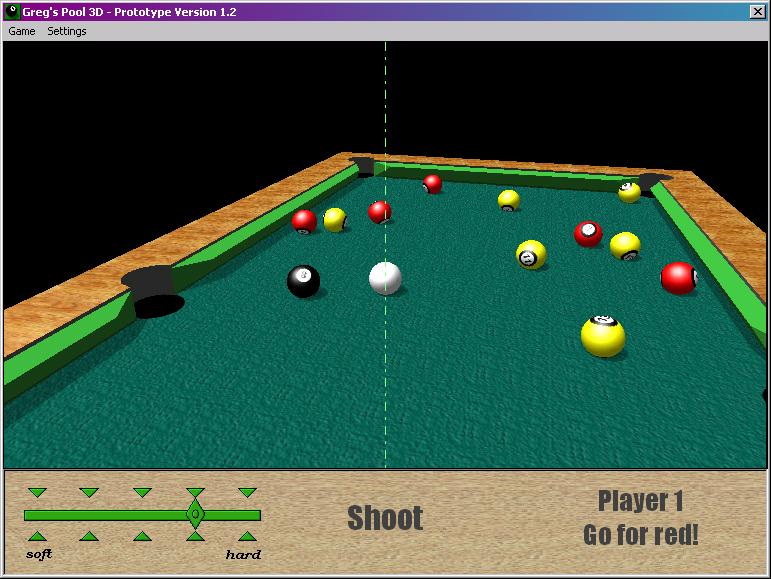 Greg's Pool 3D - Prototype Version 1.2
Game Settings
Shoot
Player 1
Go for red!
soft hard